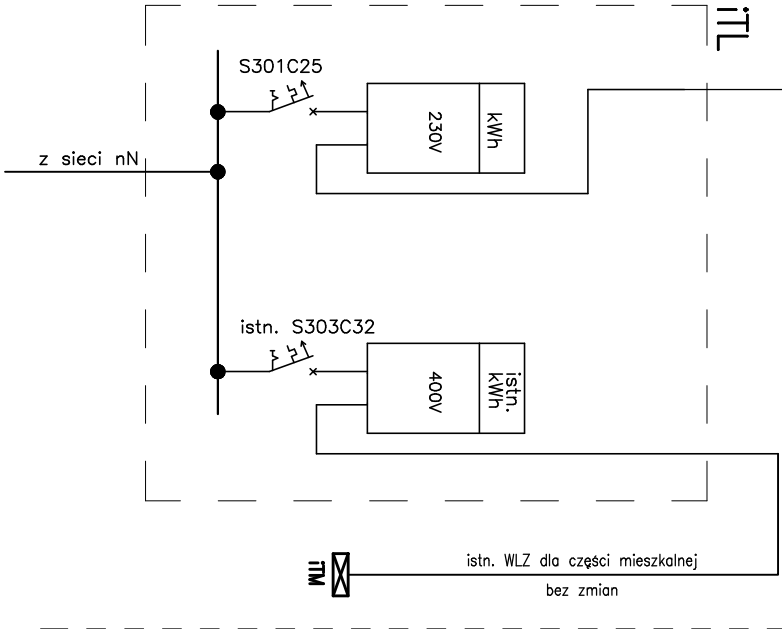 iTL
S301C25
230V
kWh
z sieci nN
istn. S303C32
400V
istn.
kWh
iTM
istn. WLZ dla części mieszkalnej
bez zmian